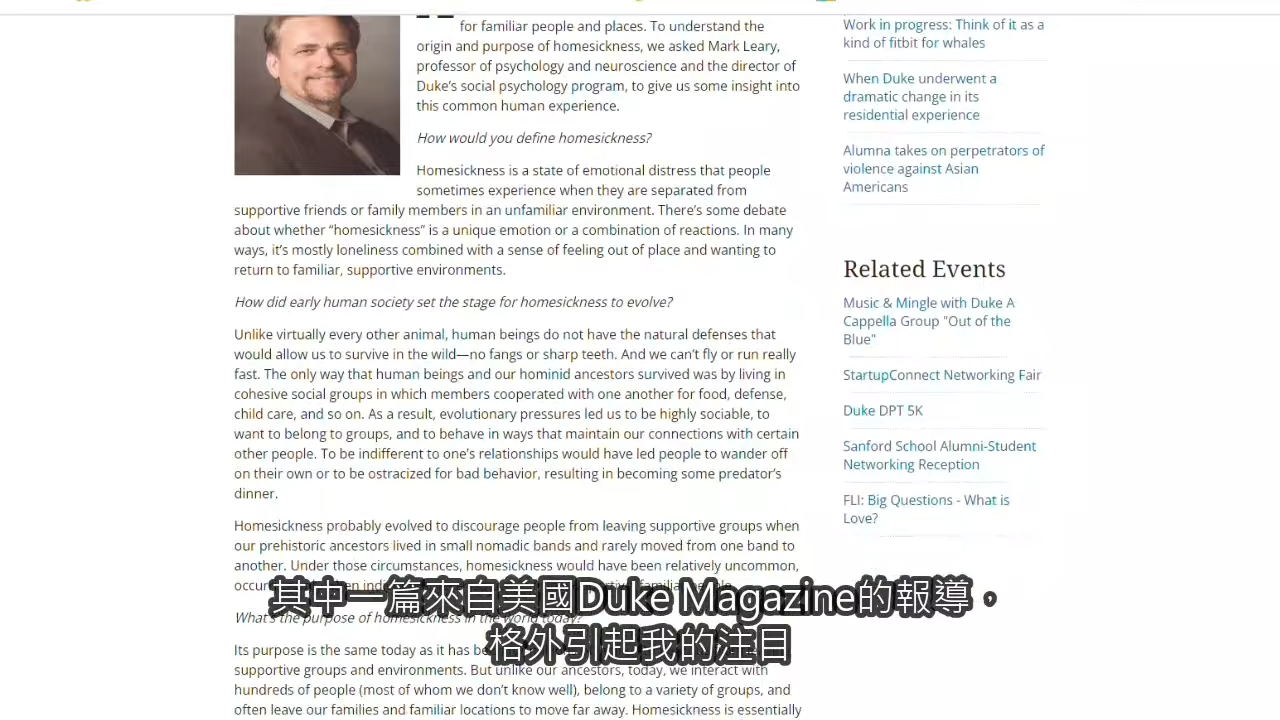 for familiar people and places. To understand the
origin and purpose of homesickness, we asked Mark Leary,
professor of psychology and neuroscience and the director of
Duke's social psychology program, to give us some insight into
this common human experience.
How would you define homesickness?
Homesickness is a state of emotional distress that people
sometimes experience when they are separated from
supportive friends or family members in an unfamiliar environment. There's some debate
about whether “homesickness” is a unique emotion or a combination of reactions. In many
ways, it's mostly loneliness combined with a sense of feeling out of place and wanting to
return to familiar, supportive environments.
How did early human society set the stage for homesickness to evolve?
Unlike virtually every other animal, human beings do not have the natural defenses that
would allow us to survive in the wild—no fangs or sharp teeth. And we can't fly or run really
fast. The only way that human beings and our hominid ancestors survived was by living in
cohesive social groups in which members cooperated with one another for food, defense,
child care, and so on. As a result, evolutionary pressures led us to be highly sociable, to
want to belong to groups, and to behave in ways that maintain our connections with certain
other people. To be indifferent to one's relationships would have led people to wander off
on their own or to be ostracized for bad behavior, resulting in becoming some predator's
dinner.
Homesickness probably evolved to discourage people from leaving supportive groups when
our prehistoric ancestors lived in small nomadic bands and rarely moved from one band to
another. Under those circumstances, homesickness would have been relatively uncommon,
What's the purpose of homesickness in the world today?
Its purpose is the same today as it has
supportive groups and environments. But unlike our ancestors, today, we interact with
hundreds of people (most of whom we don't know well), belong to a variety of groups, and
often leave our families and familiar locations to move far away. Homesickness is essentially
Work in progress: Think of it as a
kind of fitbit for whales
When Duke underwent a
dramatic change in its
residential experience
Alumna takes on perpetrators of
violence against Asian
Americans
Related Events
Music & Mingle with Duke A
Cappella Group "Out of the
Blue"
StartupConnect Networking Fair
Duke DPT 5K
Sanford School Alumni-Student
Networking Reception
FLI: Big Questions - What is
Love?
其中一篇來自美國Duke Magazine的報導，
格外引起我的注目